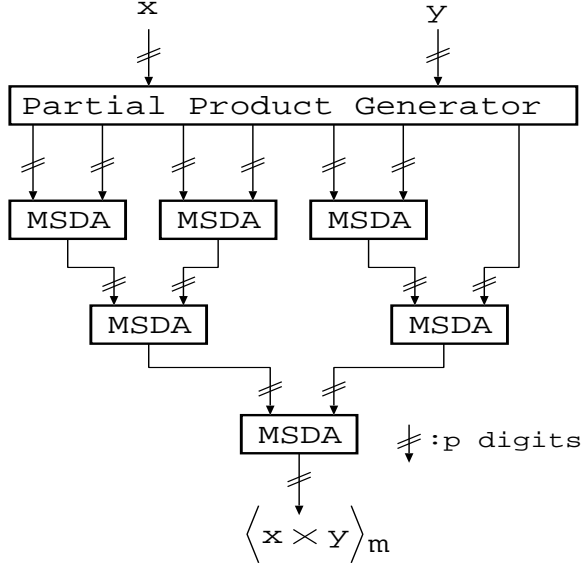 x y
Partial Product Generator
MSDA MSDA MSDA
MSDA MSDA
MSDA :p digits
⟨x × y⟩m